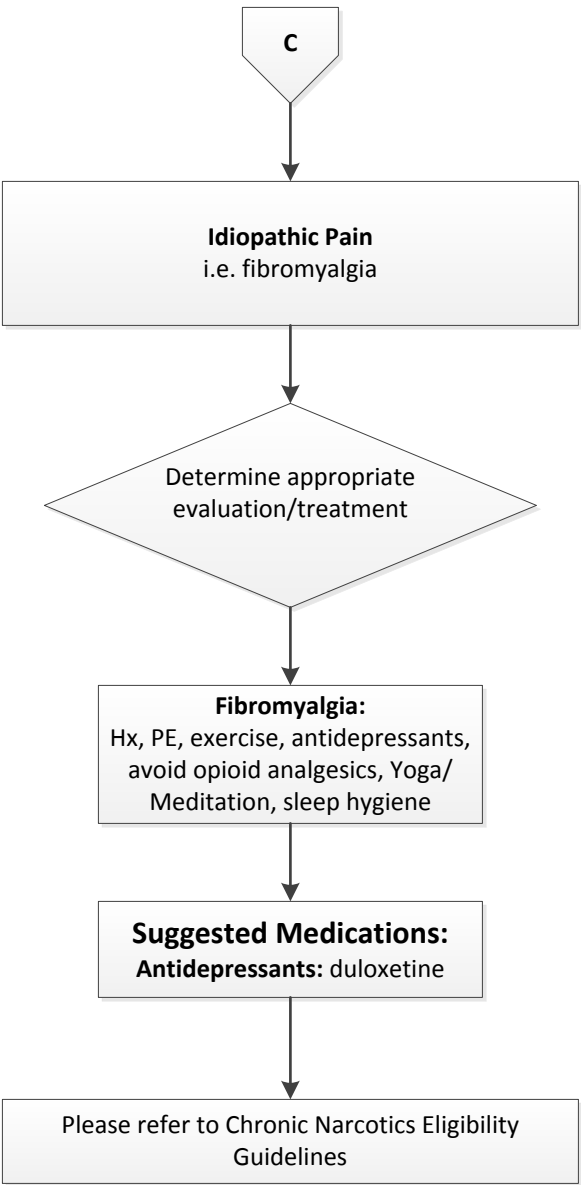 C
Idiopathic Pain
i.e. fibromyalgia
Determine appropriate
evaluation/treatment
Fibromyalgia:
Hx, PE, exercise, antidepressants,
avoid opioid analgesics, Yoga/
Meditation, sleep hygiene
Suggested Medications:
Antidepressants: duloxetine
Please refer to Chronic Narcotics Eligibility
Guidelines